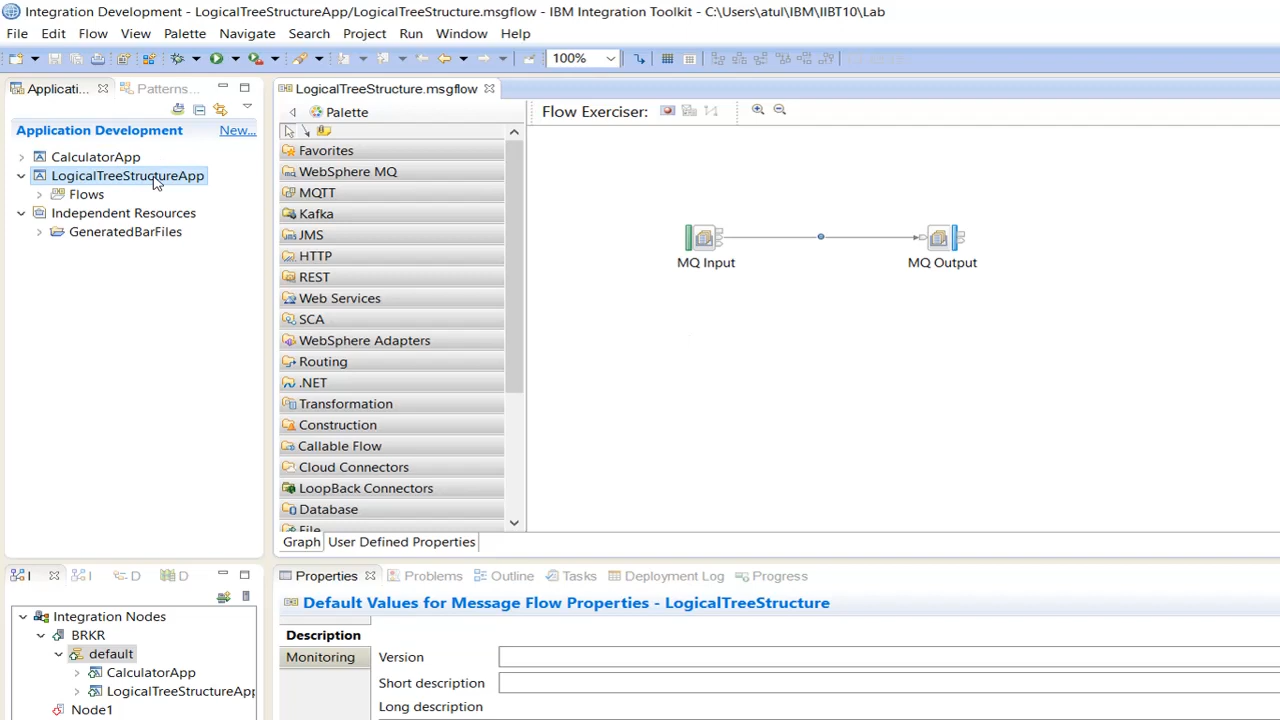 Integration Development - LogicalTreeStructureApp/LogicalTreeStructure.msgflow - IBM Integration Toolkit - C:\Users\atul\IBM\IIBT10\Lab
File Edit Flow View Palette Navigate Search Project Run Window Help
100%
Applicati... Patterns...
Application Development New...
CalculatorApp
LogicalTreeStructureApp
Flows
Independent Resources
GeneratedBarFiles
LogicalTreeStructure.msgflow
Palette
Favorites
WebSphere MQ
MQTT
Kafka
JMS
HTTP
REST
Web Services
SCA
WebSphere Adapters
Routing
.NET
Transformation
Construction
Callable Flow
Cloud Connectors
LoopBack Connectors
Database
File
Flow Exerciser:
MQ Input MQ Output
Graph User Defined Properties
I I D D
Integration Nodes
BRKR
default
CalculatorApp
LogicalTreeStructureApp
Node1
Properties Problems Outline Tasks Deployment Log Progress
Default Values for Message Flow Properties - LogicalTreeStructure
Description
Monitoring
Version
Short description
Long description